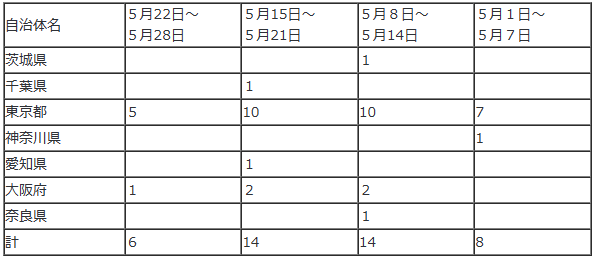 自治体名 ５月22日～ ５月15日～ ５月８日～ ５月１日～
５月28日 ５月21日 ５月14日 ５月７日
茨城県 1
千葉県 1
東京都 5 10 10 7
神奈川県 1
愛知県 1
大阪府 1 2 2
奈良県 1
計 6 14 14 8